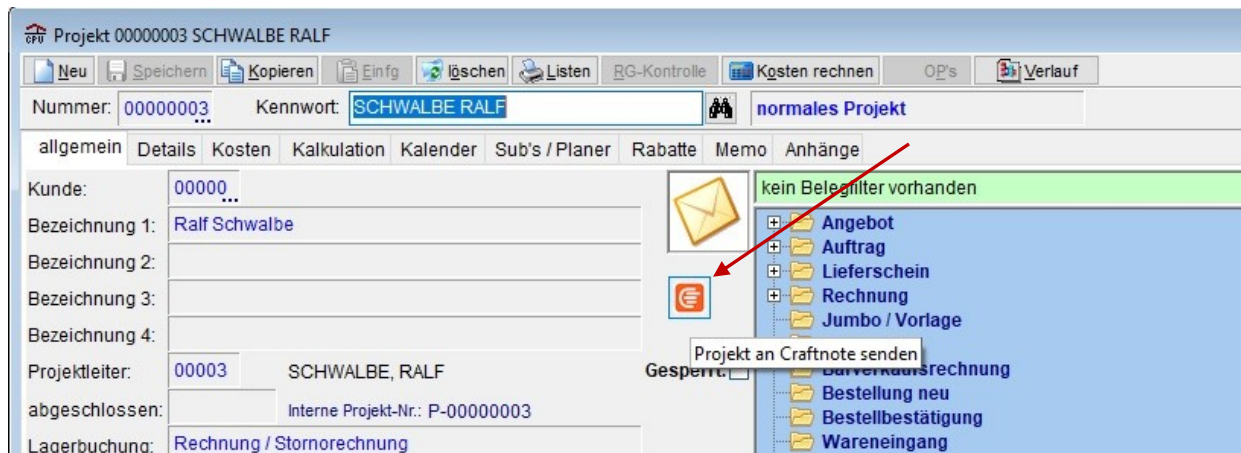 Projekt 00000003 SCHWALBE RALF
Neu Speichern Kopieren Einfg löschen Listen RG-Kontrolle Kosten rechnen OP's Verlauf
Nummer: 00000003 Kennwort: SCHWALBE RALF normales Projekt
allgemein Details Kosten Kalkulation Kalender Sub's / Planer Rabatte Memo Anhänge
Kunde: 00000 kein Belegfilter vorhanden
Bezeichnung 1: Ralf Schwalbe
Angebot
Auftrag
Bezeichnung 2:
Lieferschein
Bezeichnung 3:
Rechnung
Jumbo / Vorlage
Bezeichnung 4:
Projekt an Craftnote senden
Projektleiter: 00003 SCHWALBE, RALF Gesperrt: Barverkaufsrechnung
Bestellung neu
abgeschlossen: Interne Projekt-Nr.: P-00000003
Bestellbestätigung
Lagerbuchung: Rechnung / Stornorechnung Wareneingang